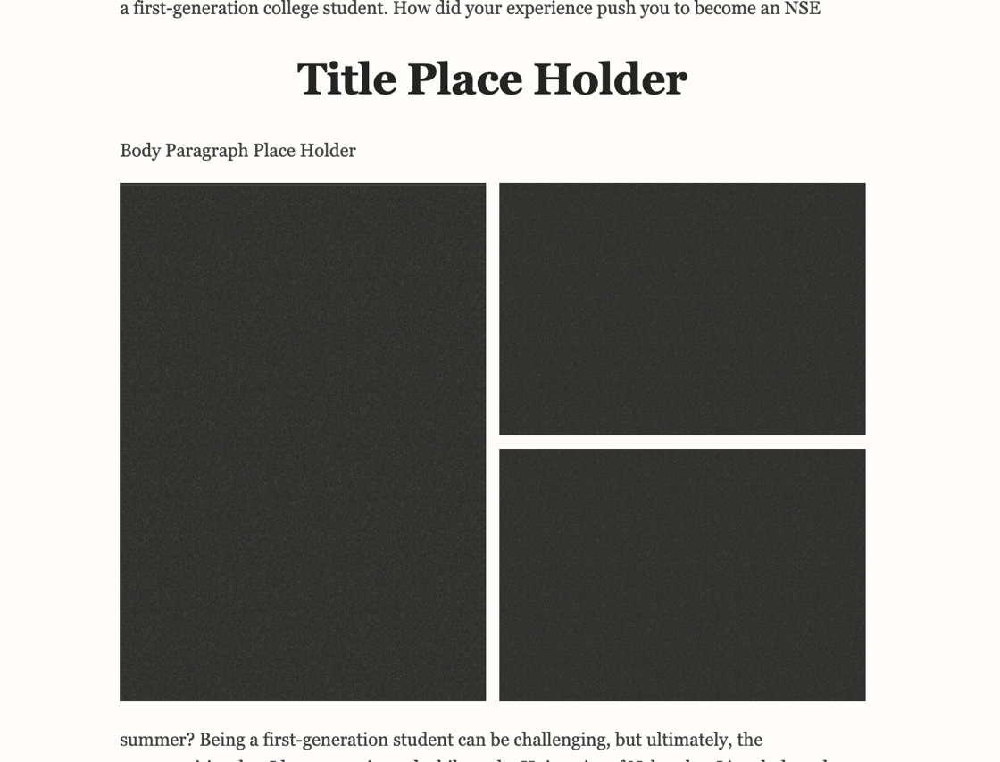 a first-generation college student. How did your experience push you to become an NSE
Title Place Holder
Body Paragraph Place Holder
summer? Being a first-generation student can be challenging, but ultimately, the